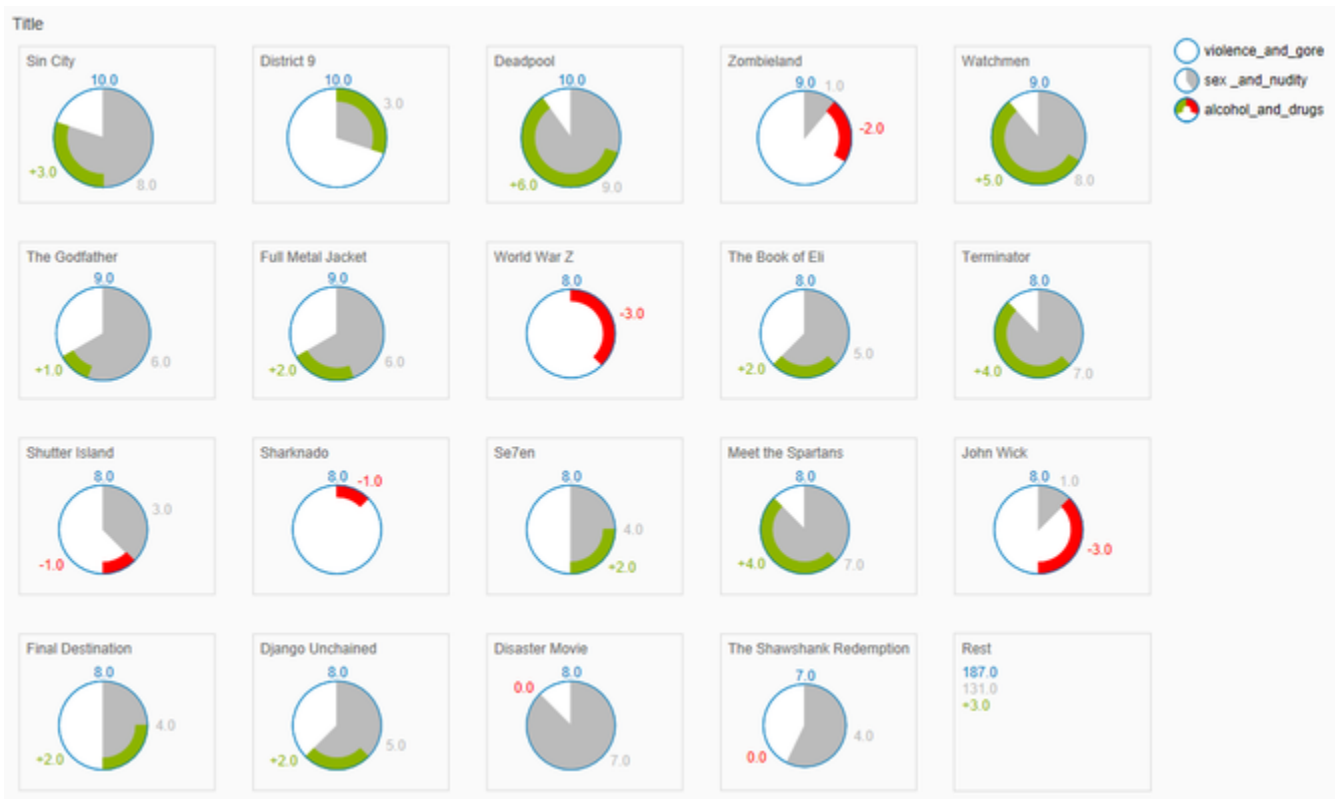 Title
Sin City
10.0
+3.0
8.0
District 9
10.0
3.0
Deadpool
10.0
+6.0
9.0
Zombieland
9.0
1.0
-2.0
Watchmen
9.0
+5.0
8.0
violence_and_gore
sex _and_nudity
alcohol_and_drugs
The Godfather
9.0
+1.0
6.0
Full Metal Jacket
9.0
+2.0
6.0
World War Z
8.0
-3.0
The Book of Eli
8.0
+2.0
5.0
Terminator
8.0
+4.0
7.0
Shutter Island
8.0
3.0
-1.0
Sharknado
8.0
-1.0
Se7en
8.0
4.0
+2.0
Meet the Spartans
8.0
+4.0
7.0
John Wick
8.0
1.0
-3.0
Final Destination
8.0
4.0
+2.0
Django Unchained
8.0
5.0
+2.0
Disaster Movie
8.0
0.0
7.0
The Shawshank Redemption
7.0
4.0
0.0
Rest
187.0
131.0
+3.0